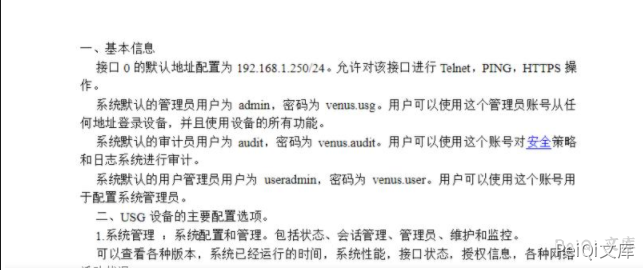 一、基本信息
接口 0 的默认地址配置为 192.168.1.250/24。允许对该接口进行 Telnet，PING，HTTPS 操
作。
系统默认的管理员用户为 admin，密码为 venus.usg。用户可以使用这个管理员账号从任
何地址登录设备，并且使用设备的所有功能。
系统默认的审计员用户为 audit，密码为 venus.audit。用户可以使用这个账号对安全策略
和日志系统进行审计。
系统默认的用户管理员用户为 useradmin，密码为 venus.user。用户可以使用这个账号用
于配置系统管理员。
二、USG 设备的主要配置选项。
1.系统管理 ：系统配置和管理。包括状态、会话管理、管理员、维护和监控。
可以查看各种版本，系统已经运行的时间，系统性能，接口状态，授权信息，各种网络
PeiQi 文库